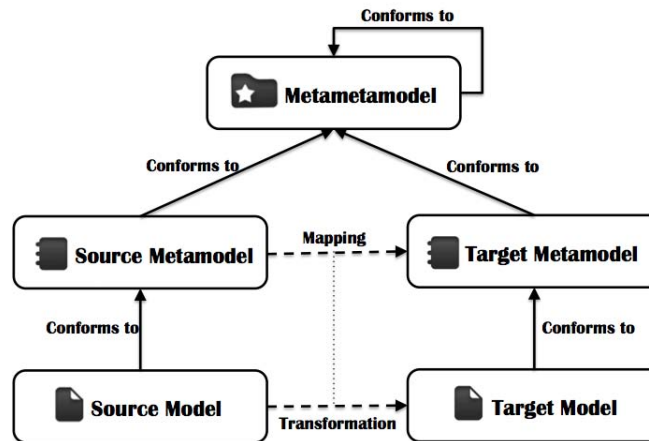 Conforms to
Metametamodel
Conforms to
Conforms to
Source Metamodel
Mapping
Target Metamodel
Conforms to
Conforms to
Source Model
Transformation
Target Model